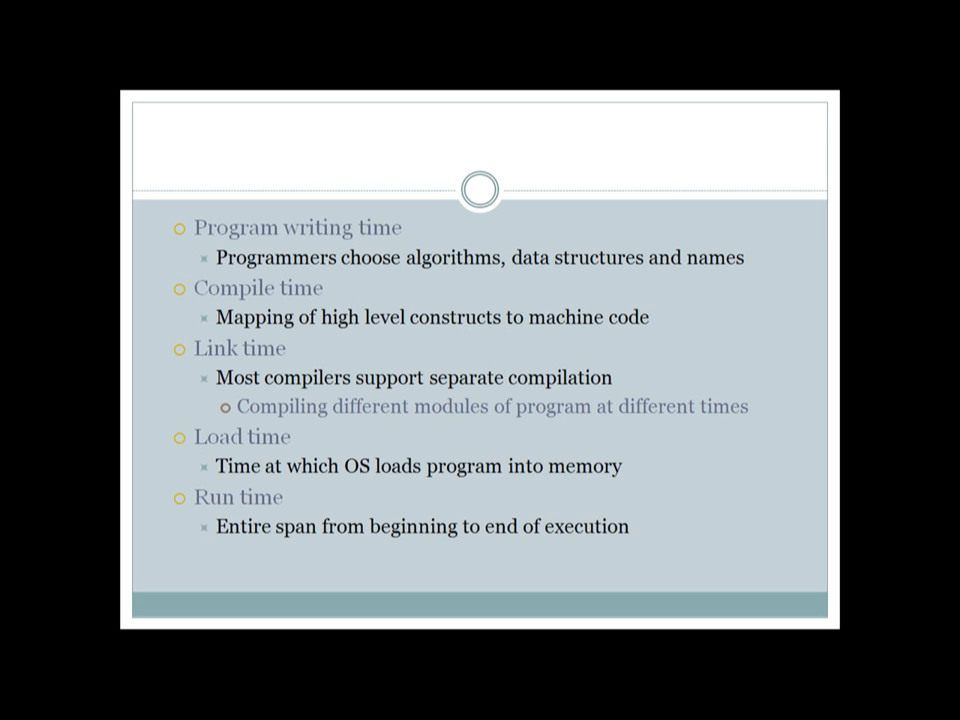 Program writing time
Programmers choose algorithms, data structures and names
Compile time
Mapping of high level constructs to machine code
Link time
Most compilers support separate compilation
Compiling different modules of program at different times
Load time
Time at which OS loads program into memory
Run time
Entire span from beginning to end of execution